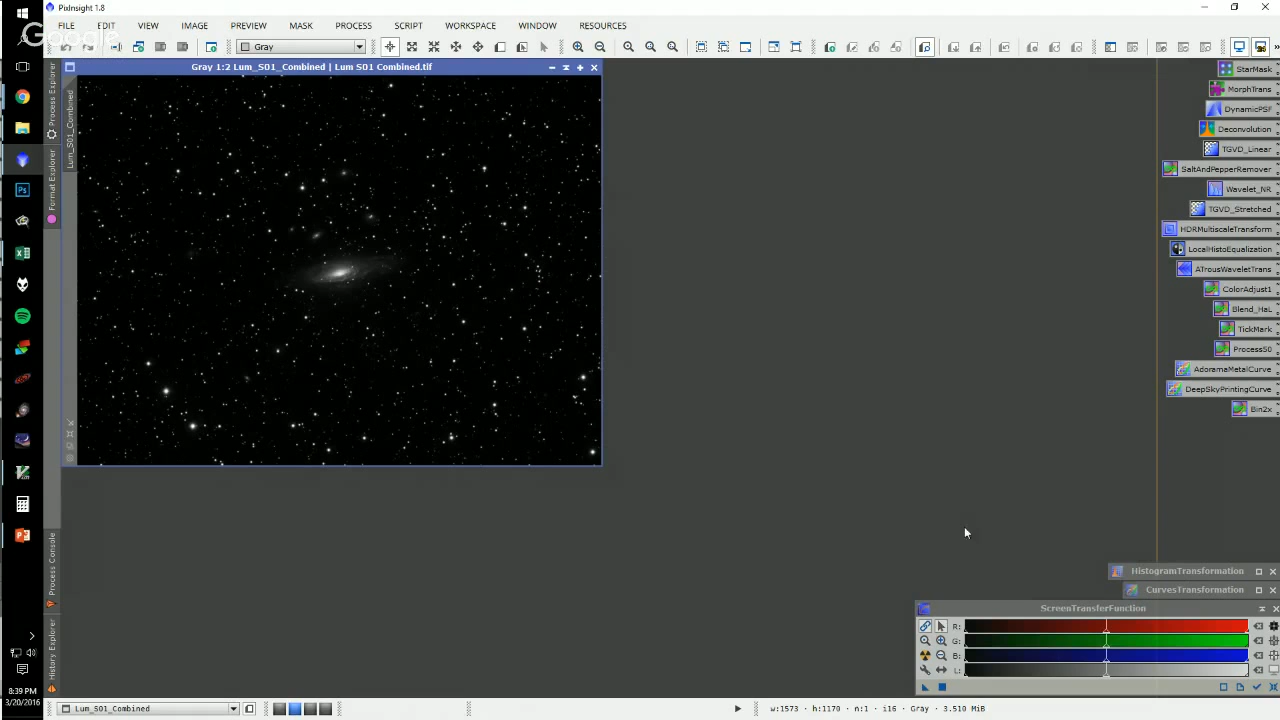 PixInsight 1.8
FILE EDIT VIEW IMAGE PREVIEW MASK PROCESS SCRIPT WORKSPACE WINDOW RESOURCES
Google
Gray
Gray 1:2 Lum_S01_Combined | Lum S01 Combined.tif
Lum_S01_Combined
Process Explorer
Format Explorer
Process Console
History Explorer
StarMask
MorphTrans
DynamicPSF
Deconvolution
TGVD_Linear
SaltAndPepperRemover
Wavelet_NR
TGVD_Stretched
HDRMultiscaleTransform
LocalHistoEqualization
ATrousWaveletTrans
ColorAdjust1
Blend_HaL
TickMark
Process50
AdoramaMetalCurve
DeepSkyPrintingCurve
Bin2x
HistogramTransformation
CurvesTransformation
ScreenTransferFunction
R:
G:
B:
L:
8:39 PM
3/20/2016
Lum_S01_Combined
w:1573 · h:1170 · n:1 · i16 · Gray · 3.510 MiB